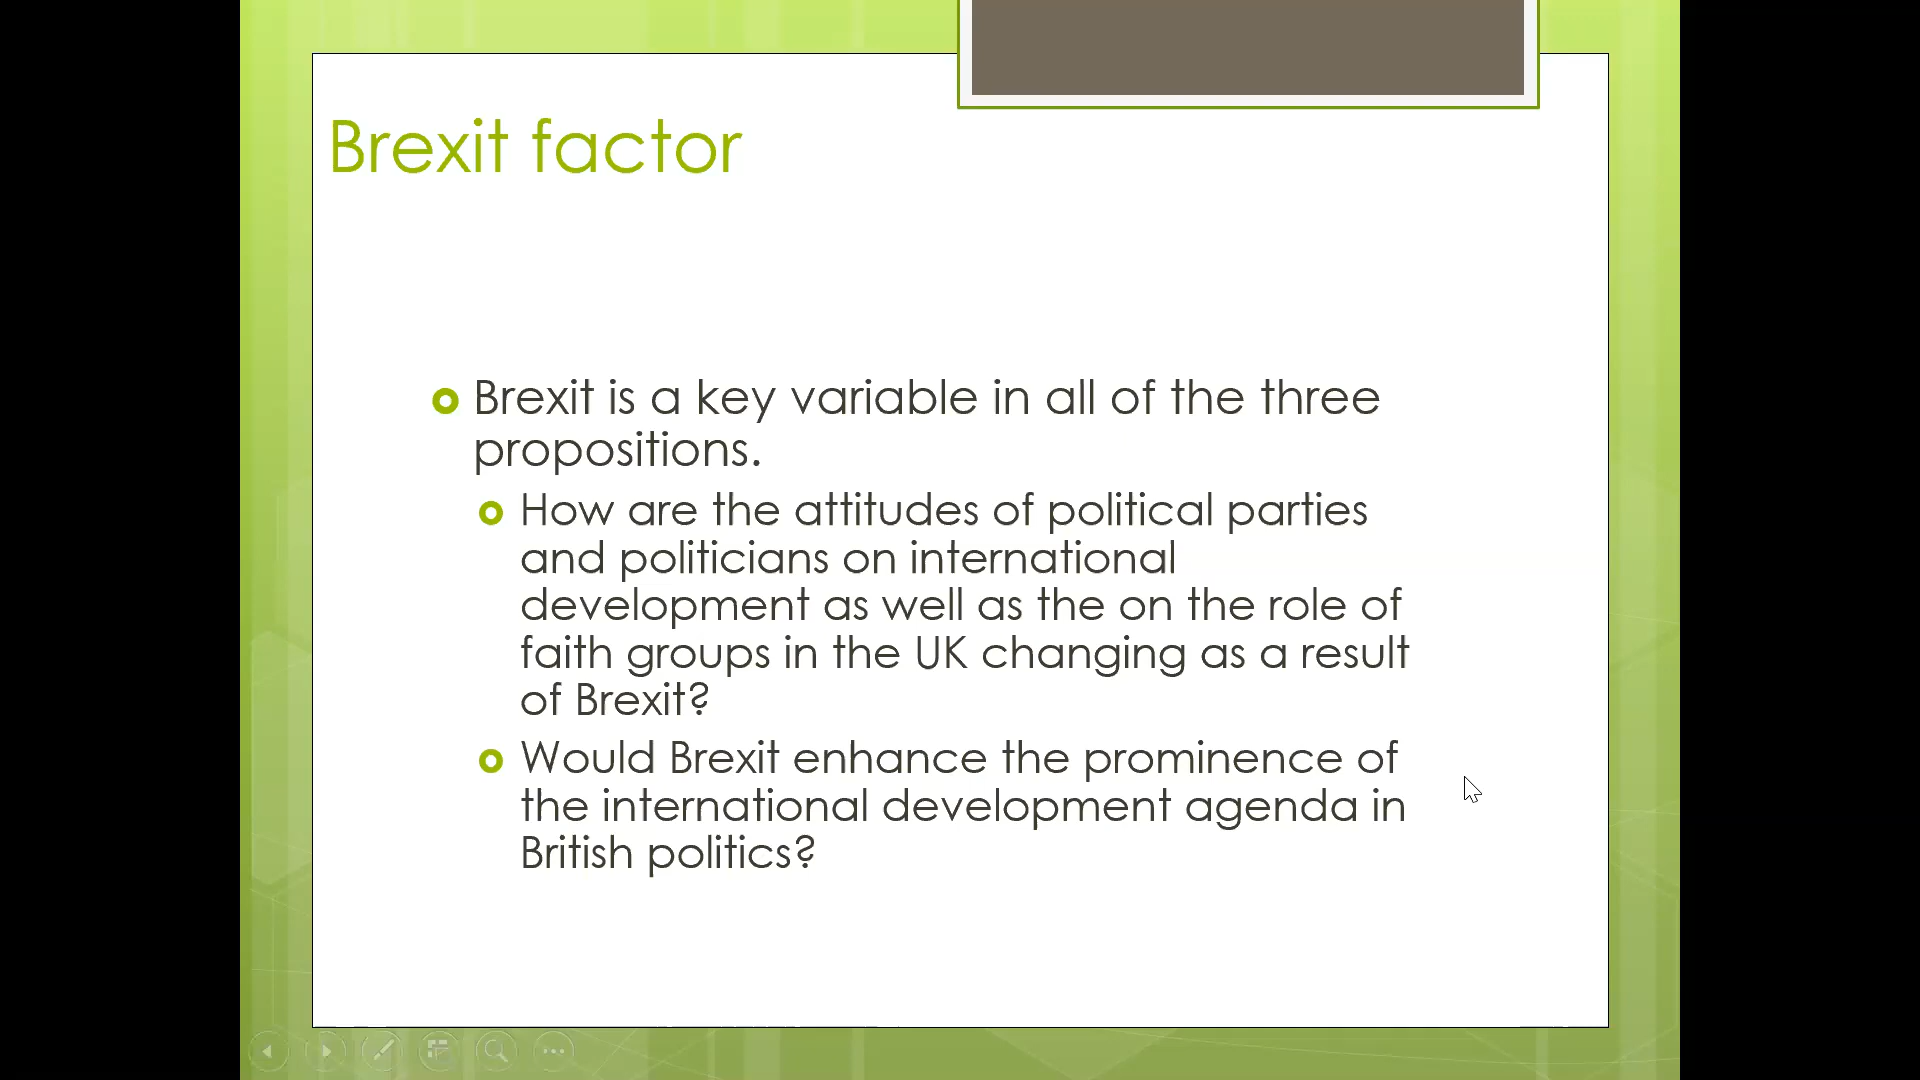 Brexit factor
Brexit is a key variable in all of the three
propositions.
How are the attitudes of political parties
and politicians on international
development as well as the on the role of
faith groups in the UK changing as a result
of Brexit?
Would Brexit enhance the prominence of
the international development agenda in
British politics?